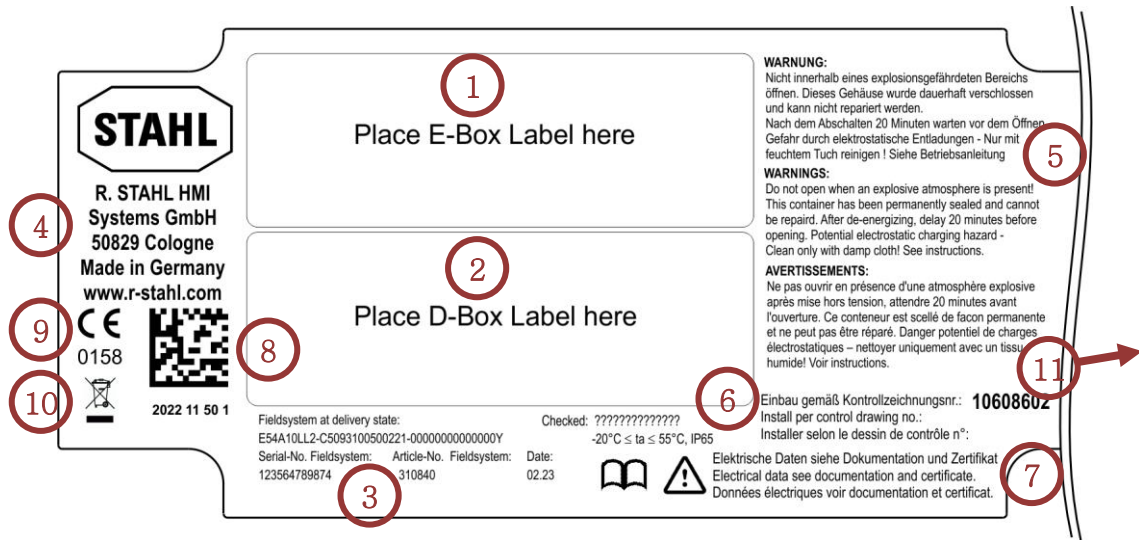 STAHL
R. STAHL HMI
Systems GmbH
50829 Cologne
Made in Germany
www.r-stahl.com
4
CE
0158
9
10
2022 11 50 1
8
1
Place E-Box Label here
2
Place D-Box Label here
Fieldsystem at delivery state:
E54A10LL2-C5093100500221-00000000000000Y
Serial-No. Fieldsystem: Article-No. Fieldsystem: Date:
123564789874 310840 02.23
3
Checked: ??????????????
-20°C ≤ ta ≤ 55°C, IP65
6
WARNUNG:
Nicht innerhalb eines explosionsgefährdeten Bereichs
öffnen. Dieses Gehäuse wurde dauerhaft verschlossen
und kann nicht repariert werden.
Nach dem Abschalten 20 Minuten warten vor dem Öffnen
Gefahr durch elektrostatische Entladungen - Nur mit
feuchtem Tuch reinigen ! Siehe Betriebsanleitung
5
WARNINGS:
Do not open when an explosive atmosphere is present!
This container has been permanently sealed and cannot
be repaird. After de-energizing, delay 20 minutes before
opening. Potential electrostatic charging hazard -
Clean only with damp cloth! See instructions.
AVERTISSEMENTS:
Ne pas ouvrir en présence d'une atmosphère explosive
après mise hors tension, attendre 20 minutes avant
l'ouverture. Ce conteneur est scellé de facon permanente
et ne peut pas être réparé. Danger potentiel de charges
électrostatiques – nettoyer uniquement avec un tissu
humide! Voir instructions.
11
Einbau gemäß Kontrollzeichnungsnr.: 10608602
Install per control drawing no.:
Installer selon le dessin de contrôle n°:
Elektrische Daten siehe Dokumentation und Zertifikat
Electrical data see documentation and certificate.
Données électriques voir documentation et certificat.
7